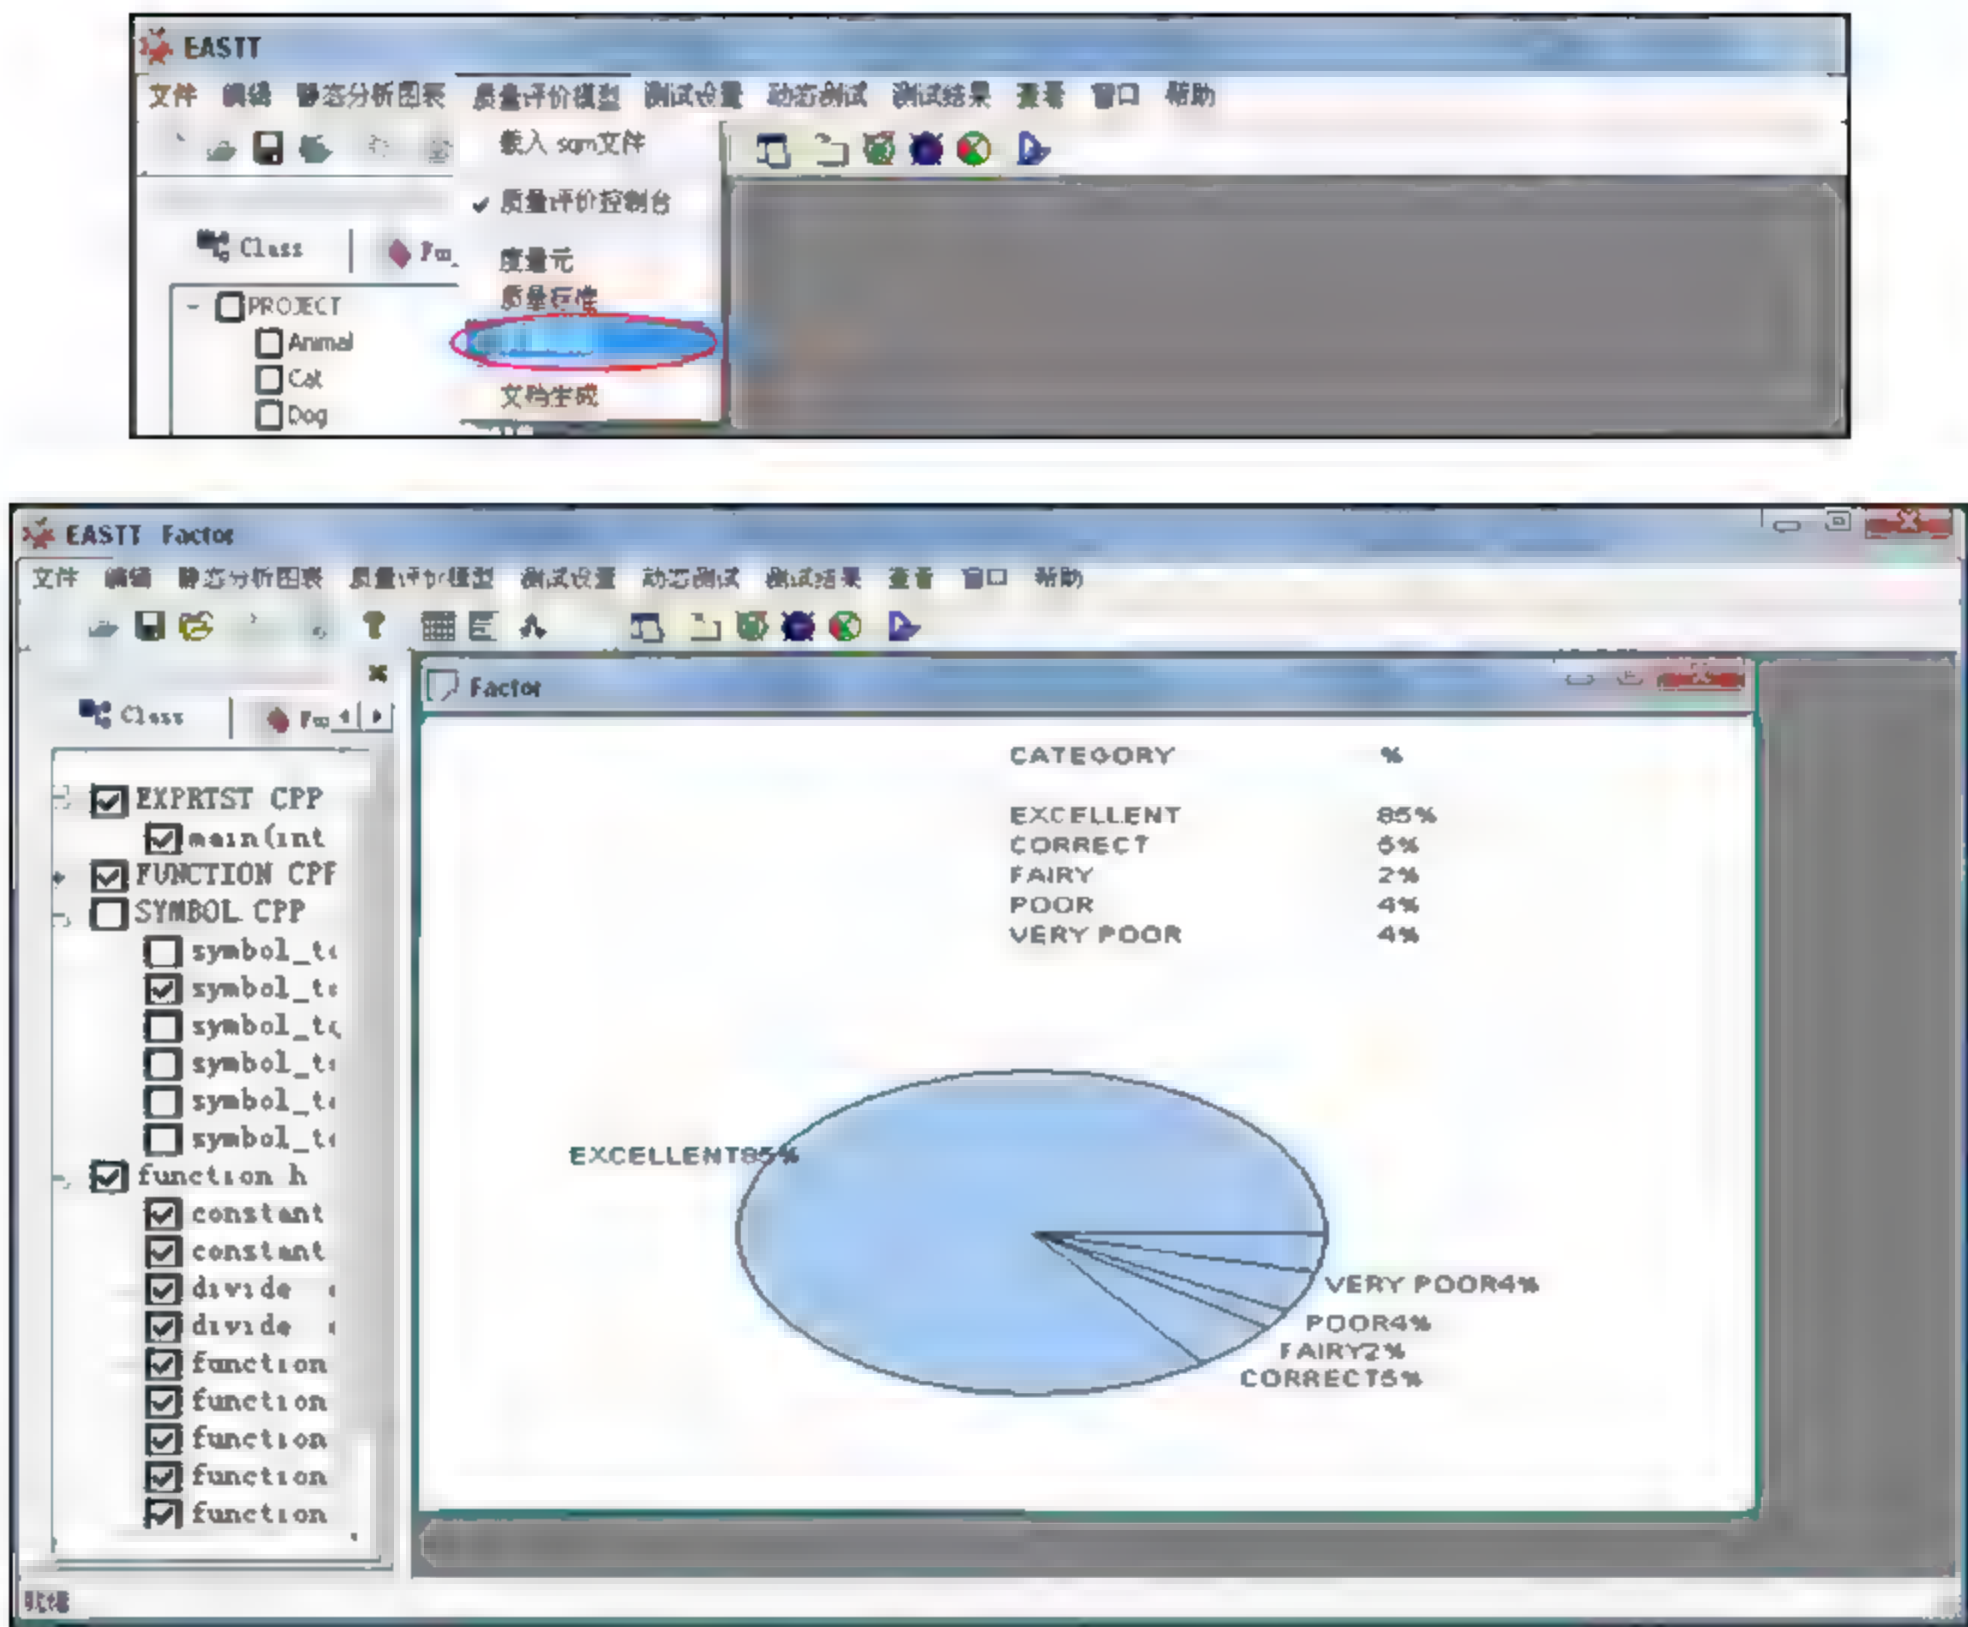 EASTT
文件 编辑 静态分析图表 质量评价模型 测试设置 动态测试 测试结果 查看 窗口 帮助
载入 sqm文件
质量评价控制台
Class
度量元
质量标准
PROJECT
Animal
Cat
文档生成
Dog
EASTT Factor
文件 编辑 静态分析图表 质量评价模型 测试设置 动态测试 测试结果 查看 窗口 帮助
Factor
Class
CATEGORY %
EXCELLENT 85%
CORRECT 5%
FAIRY 2%
POOR 4%
VERY POOR 4%
EXPRTST CPP
main(int
FUNCTION CPP
SYMBOL CPP
symbol_t
symbol_t
symbol_t
symbol_t
symbol_t
symbol_t
function h
constant
constant
divide
divide
function
function
function
function
function
EXCELLENT85%
VERY POOR4%
POOR4%
FAIRY2%
CORRECT5%
就绪